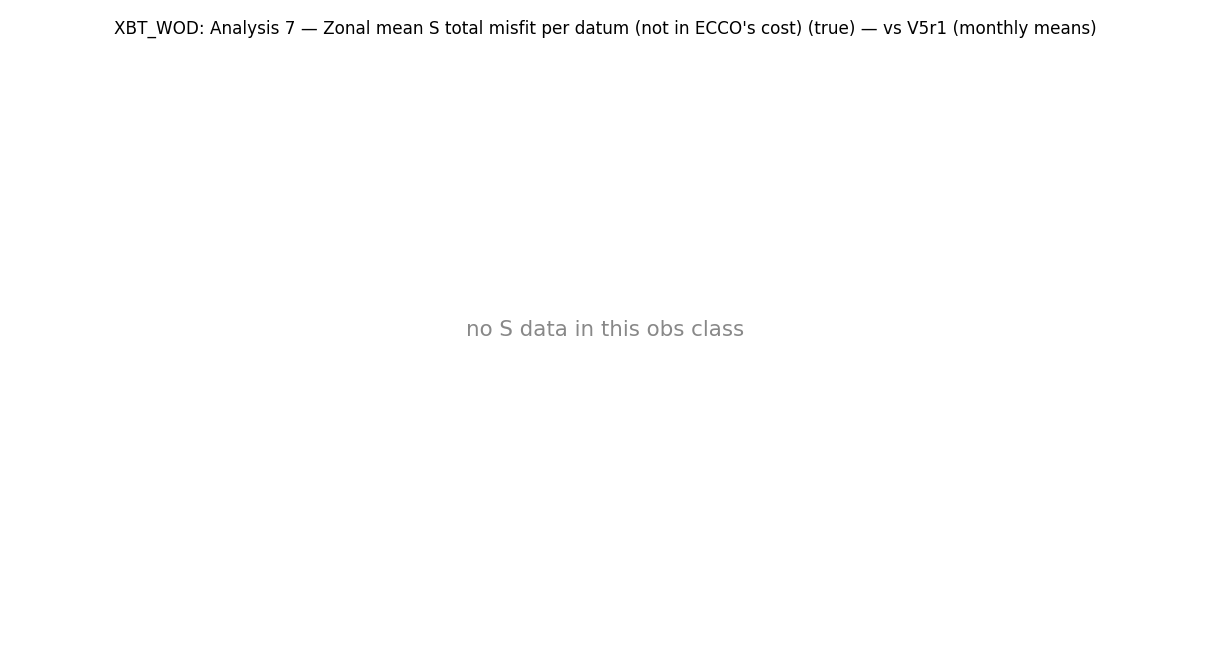 XBT_WOD: Analysis 7 — Zonal mean S total misfit per datum (not in ECCO's cost) (true) — vs V5r1 (monthly means)
no S data in this obs class